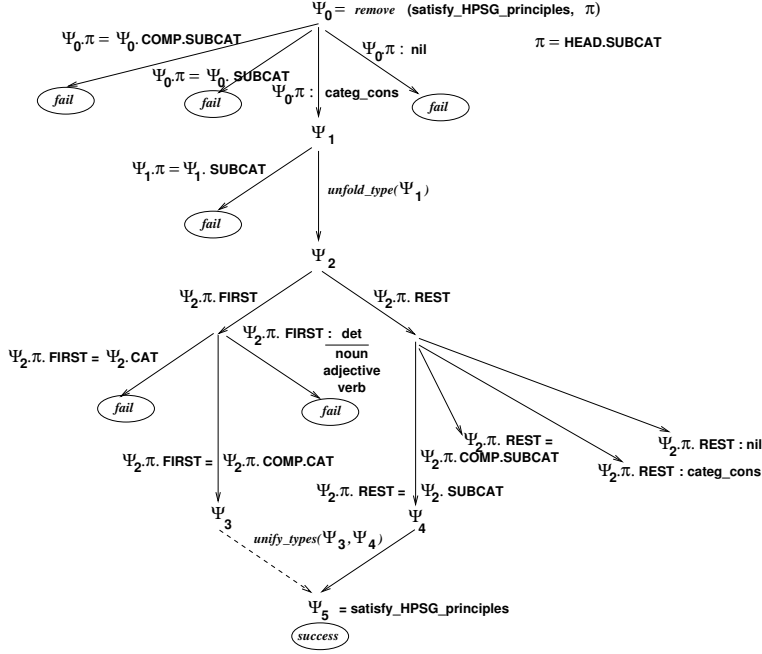 Ψ0 = remove (satisfy_HPSG_principles, π)
Ψ0.π = Ψ0. COMP.SUBCAT
Ψ0.π : nil
π = HEAD.SUBCAT
Ψ0.π = Ψ0. SUBCAT
Ψ0.π : categ_cons
fail
fail
fail
Ψ1
Ψ1.π = Ψ1. SUBCAT
unfold_type(Ψ1)
fail
Ψ2
Ψ2.π. FIRST
Ψ2.π. REST
Ψ2.π. FIRST = Ψ2. CAT
Ψ2.π. FIRST : det
noun
adjective
verb
fail
fail
Ψ2.π. REST =
Ψ2.π. COMP.SUBCAT
Ψ2.π. REST : nil
Ψ2.π. FIRST = Ψ2.π. COMP.CAT
Ψ2.π. REST : categ_cons
Ψ2.π. REST = Ψ2. SUBCAT
Ψ3
Ψ4
unify_types(Ψ3, Ψ4)
Ψ5 = satisfy_HPSG_principles
success